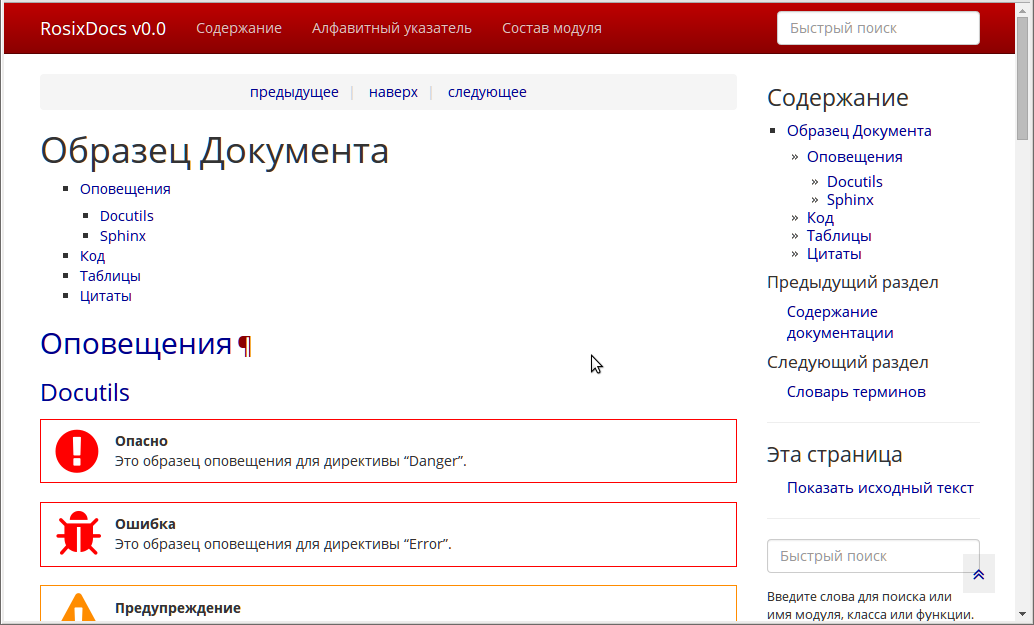 RosixDocs v0.0 Содержание Алфавитный указатель Состав модуля Быстрый поиск
предыдущее | наверх | следующее
Образец Документа
Оповещения
Docutils
Sphinx
Код
Таблицы
Цитаты
Оповещения ¶
Docutils
Опасно
Это образец оповещения для директивы “Danger”.
Ошибка
Это образец оповещения для директивы “Error”.
Предупреждение
Содержание
Образец Документа
» Оповещения
» Docutils
» Sphinx
» Код
» Таблицы
» Цитаты
Предыдущий раздел
Содержание
документации
Следующий раздел
Словарь терминов
Эта страница
Показать исходный текст
Быстрый поиск
Введите слова для поиска или
имя модуля, класса или функции.